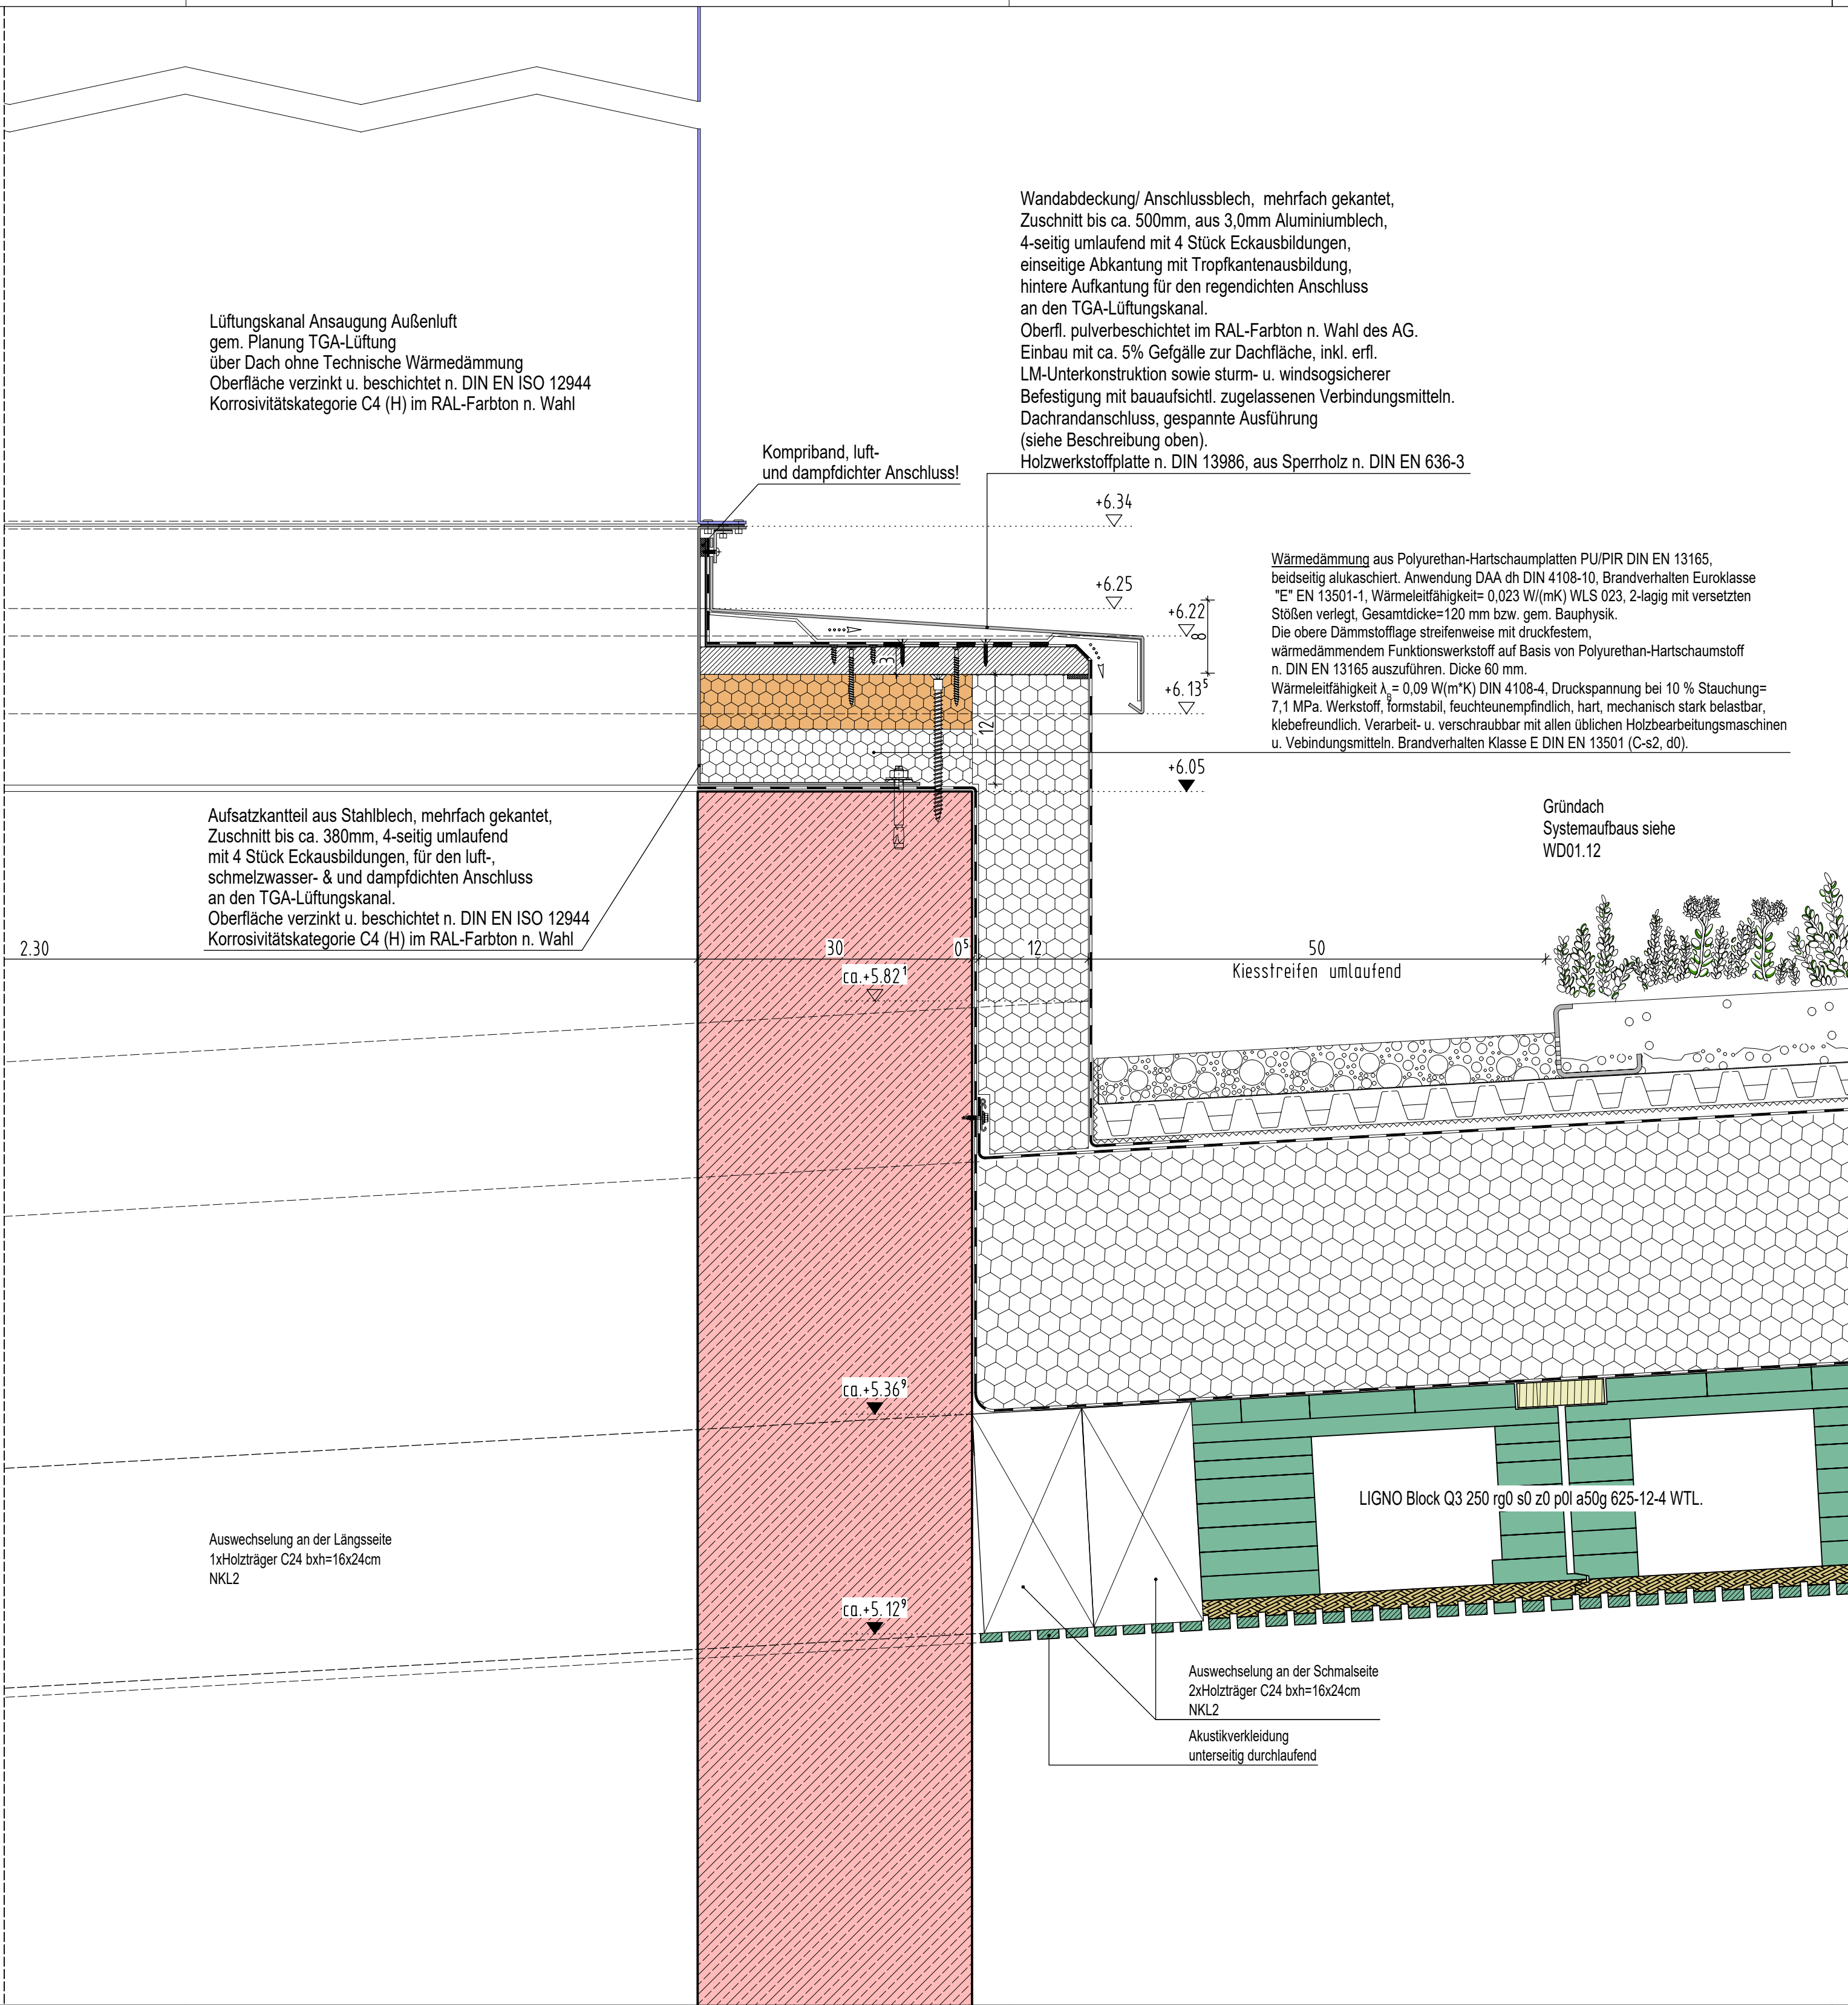 Wandabdeckung/ Anschlussblech,  mehrfach gekantet,
Zuschnitt bis ca. 500mm, aus 3,0mm Aluminiumblech,
4-seitig umlaufend mit 4 Stück Eckausbildungen,
einseitige Abkantung mit Tropfkantenausbildung,
hintere Aufkantung für den regendichten Anschluss
an den TGA-Lüftungskanal.
Oberfl. pulverbeschichtet im RAL-Farbton n. Wahl des AG.
Einbau mit ca. 5% Gefgälle zur Dachfläche, inkl. erfl.
LM-Unterkonstruktion sowie sturm- u. windsogsicherer
Befestigung mit bauaufsichtl. zugelassenen Verbindungsmitteln.
Dachrandanschluss, gespannte Ausführung
(siehe Beschreibung oben).
Holzwerkstoffplatte n. DIN 13986, aus Sperrholz n. DIN EN 636-3
Lüftungskanal Ansaugung Außenluft
gem. Planung TGA-Lüftung
über Dach ohne Technische Wärmedämmung
Oberfläche verzinkt u. beschichtet n. DIN EN ISO 12944
Korrosivitätskategorie C4 (H) im RAL-Farbton n. Wahl
Kompriband, luft-
und dampfdichter Anschluss!
+6.34
+6.25
+6.22
8
+6.13⁵
+6.05
3
12
Wärmedämmung aus Polyurethan-Hartschaumplatten PU/PIR DIN EN 13165,
beidseitig alukaschiert. Anwendung DAA dh DIN 4108-10, Brandverhalten Euroklasse
"E" EN 13501-1, Wärmeleitfähigkeit= 0,023 W/(mK) WLS 023, 2-lagig mit versetzten
Stößen verlegt, Gesamtdicke=120 mm bzw. gem. Bauphysik.
Die obere Dämmstofflage streifenweise mit druckfestem,
wärmedämmendem Funktionswerkstoff auf Basis von Polyurethan-Hartschaumstoff
n. DIN EN 13165 auszuführen. Dicke 60 mm.
Wärmeleitfähigkeit λB= 0,09 W(m*K) DIN 4108-4, Druckspannung bei 10 % Stauchung=
7,1 MPa. Werkstoff, formstabil, feuchteunempfindlich, hart, mechanisch stark belastbar,
klebefreundlich. Verarbeit- u. verschraubbar mit allen üblichen Holzbearbeitungsmaschinen
u. Vebindungsmitteln. Brandverhalten Klasse E DIN EN 13501 (C-s2, d0).
Aufsatzkantteil aus Stahlblech, mehrfach gekantet,
Zuschnitt bis ca. 380mm, 4-seitig umlaufend
mit 4 Stück Eckausbildungen, für den luft-,
schmelzwasser- & und dampfdichten Anschluss
an den TGA-Lüftungskanal.
Oberfläche verzinkt u. beschichtet n. DIN EN ISO 12944
Korrosivitätskategorie C4 (H) im RAL-Farbton n. Wahl
Gründach
Systemaufbaus siehe
WD01.12
2.30
30
0⁵
12
50
Kiesstreifen umlaufend
ca.+5.82¹
ca.+5.36⁹
LIGNO Block Q3 250 rg0 s0 z0 p0l a50g 625-12-4 WTL.
Auswechselung an der Längsseite
1xHolzträger C24 bxh=16x24cm
NKL2
ca.+5.12⁹
Auswechselung an der Schmalseite
2xHolzträger C24 bxh=16x24cm
NKL2
Akustikverkleidung
unterseitig durchlaufend